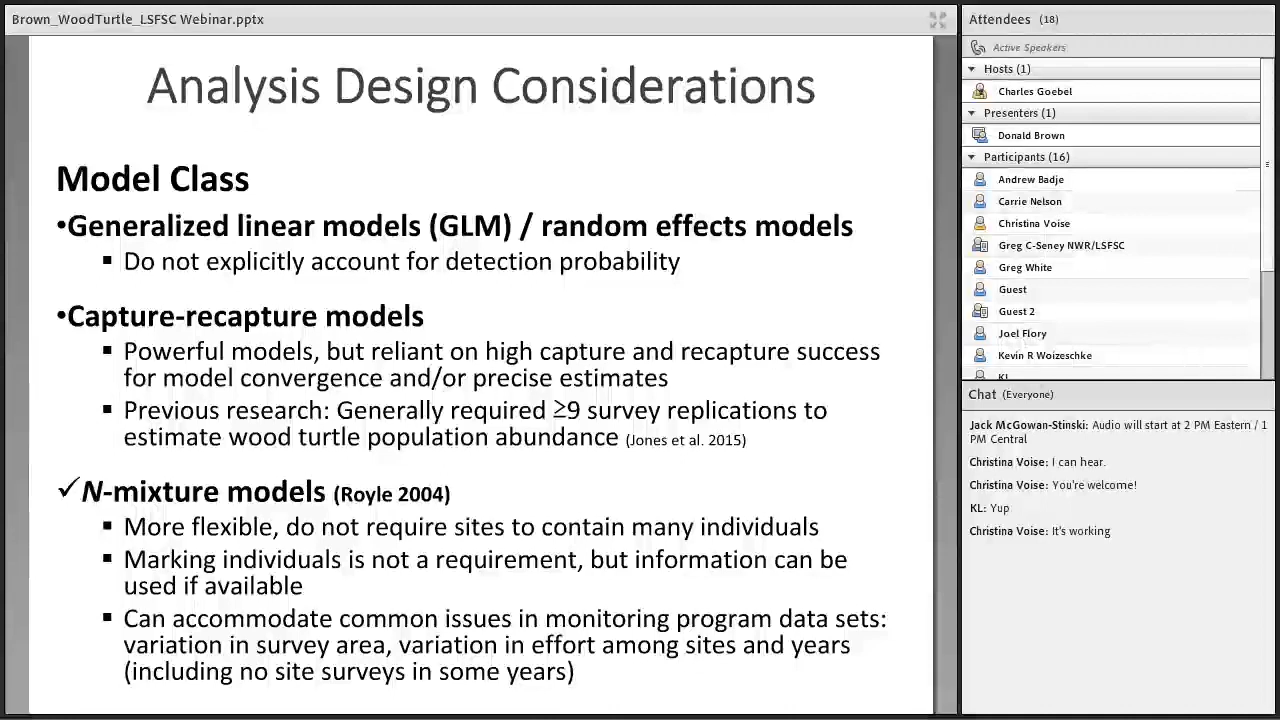 Brown_WoodTurtle_LSFSC Webinar.pptx
Analysis Design Considerations
Model Class
•Generalized linear models (GLM) / random effects models
▪ Do not explicitly account for detection probability
•Capture-recapture models
▪ Powerful models, but reliant on high capture and recapture success
for model convergence and/or precise estimates
▪ Previous research: Generally required ≥9 survey replications to
estimate wood turtle population abundance (Jones et al. 2015)
✓N-mixture models (Royle 2004)
▪ More flexible, do not require sites to contain many individuals
▪ Marking individuals is not a requirement, but information can be
used if available
▪ Can accommodate common issues in monitoring program data sets:
variation in survey area, variation in effort among sites and years
(including no site surveys in some years)
Attendees (18)
Active Speakers
Hosts (1)
Charles Goebel
Presenters (1)
Donald Brown
Participants (16)
Andrew Badje
Carrie Nelson
Christina Voise
Greg C-Seney NWR/LSFSC
Greg White
Guest
Guest 2
Joel Flory
Kevin R Woizeschke
KL
Chat (Everyone)
Jack McGowan-Stinski: Audio will start at 2 PM Eastern / 1
PM Central
Christina Voise: I can hear.
Christina Voise: You're welcome!
KL: Yup
Christina Voise: It's working